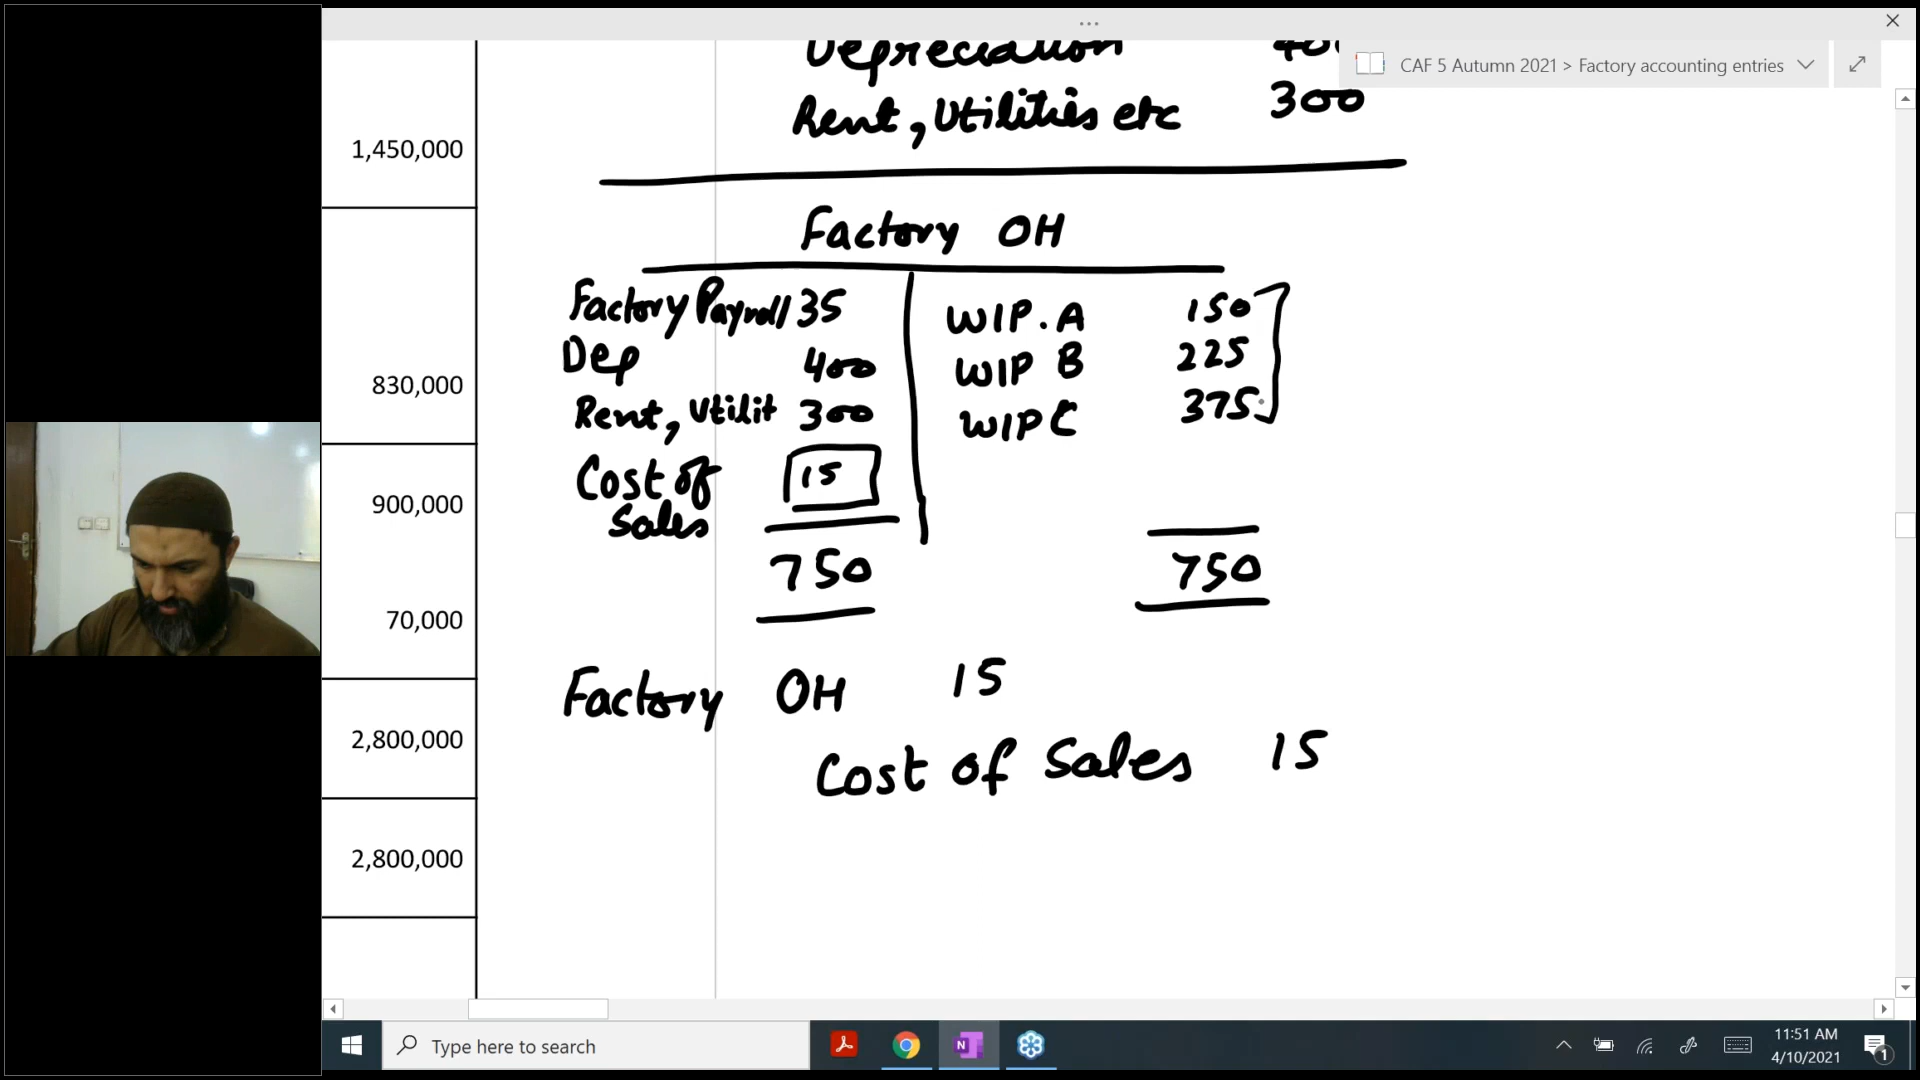 ...
CAF 5 Autumn 2021 > Factory accounting entries
Depreciation 400
Rent, Utilities etc 300
1,450,000
830,000
900,000
70,000
2,800,000
2,800,000
Factory OH
Factory Payroll 35 WIP. A 150
Dep 400 WIP B 225
Rent, Utilit 300 WIP C 375
Cost of Sales 15
750 750
Factory OH 15
Cost of Sales 15
Type here to search
N
11:51 AM
4/10/2021
1